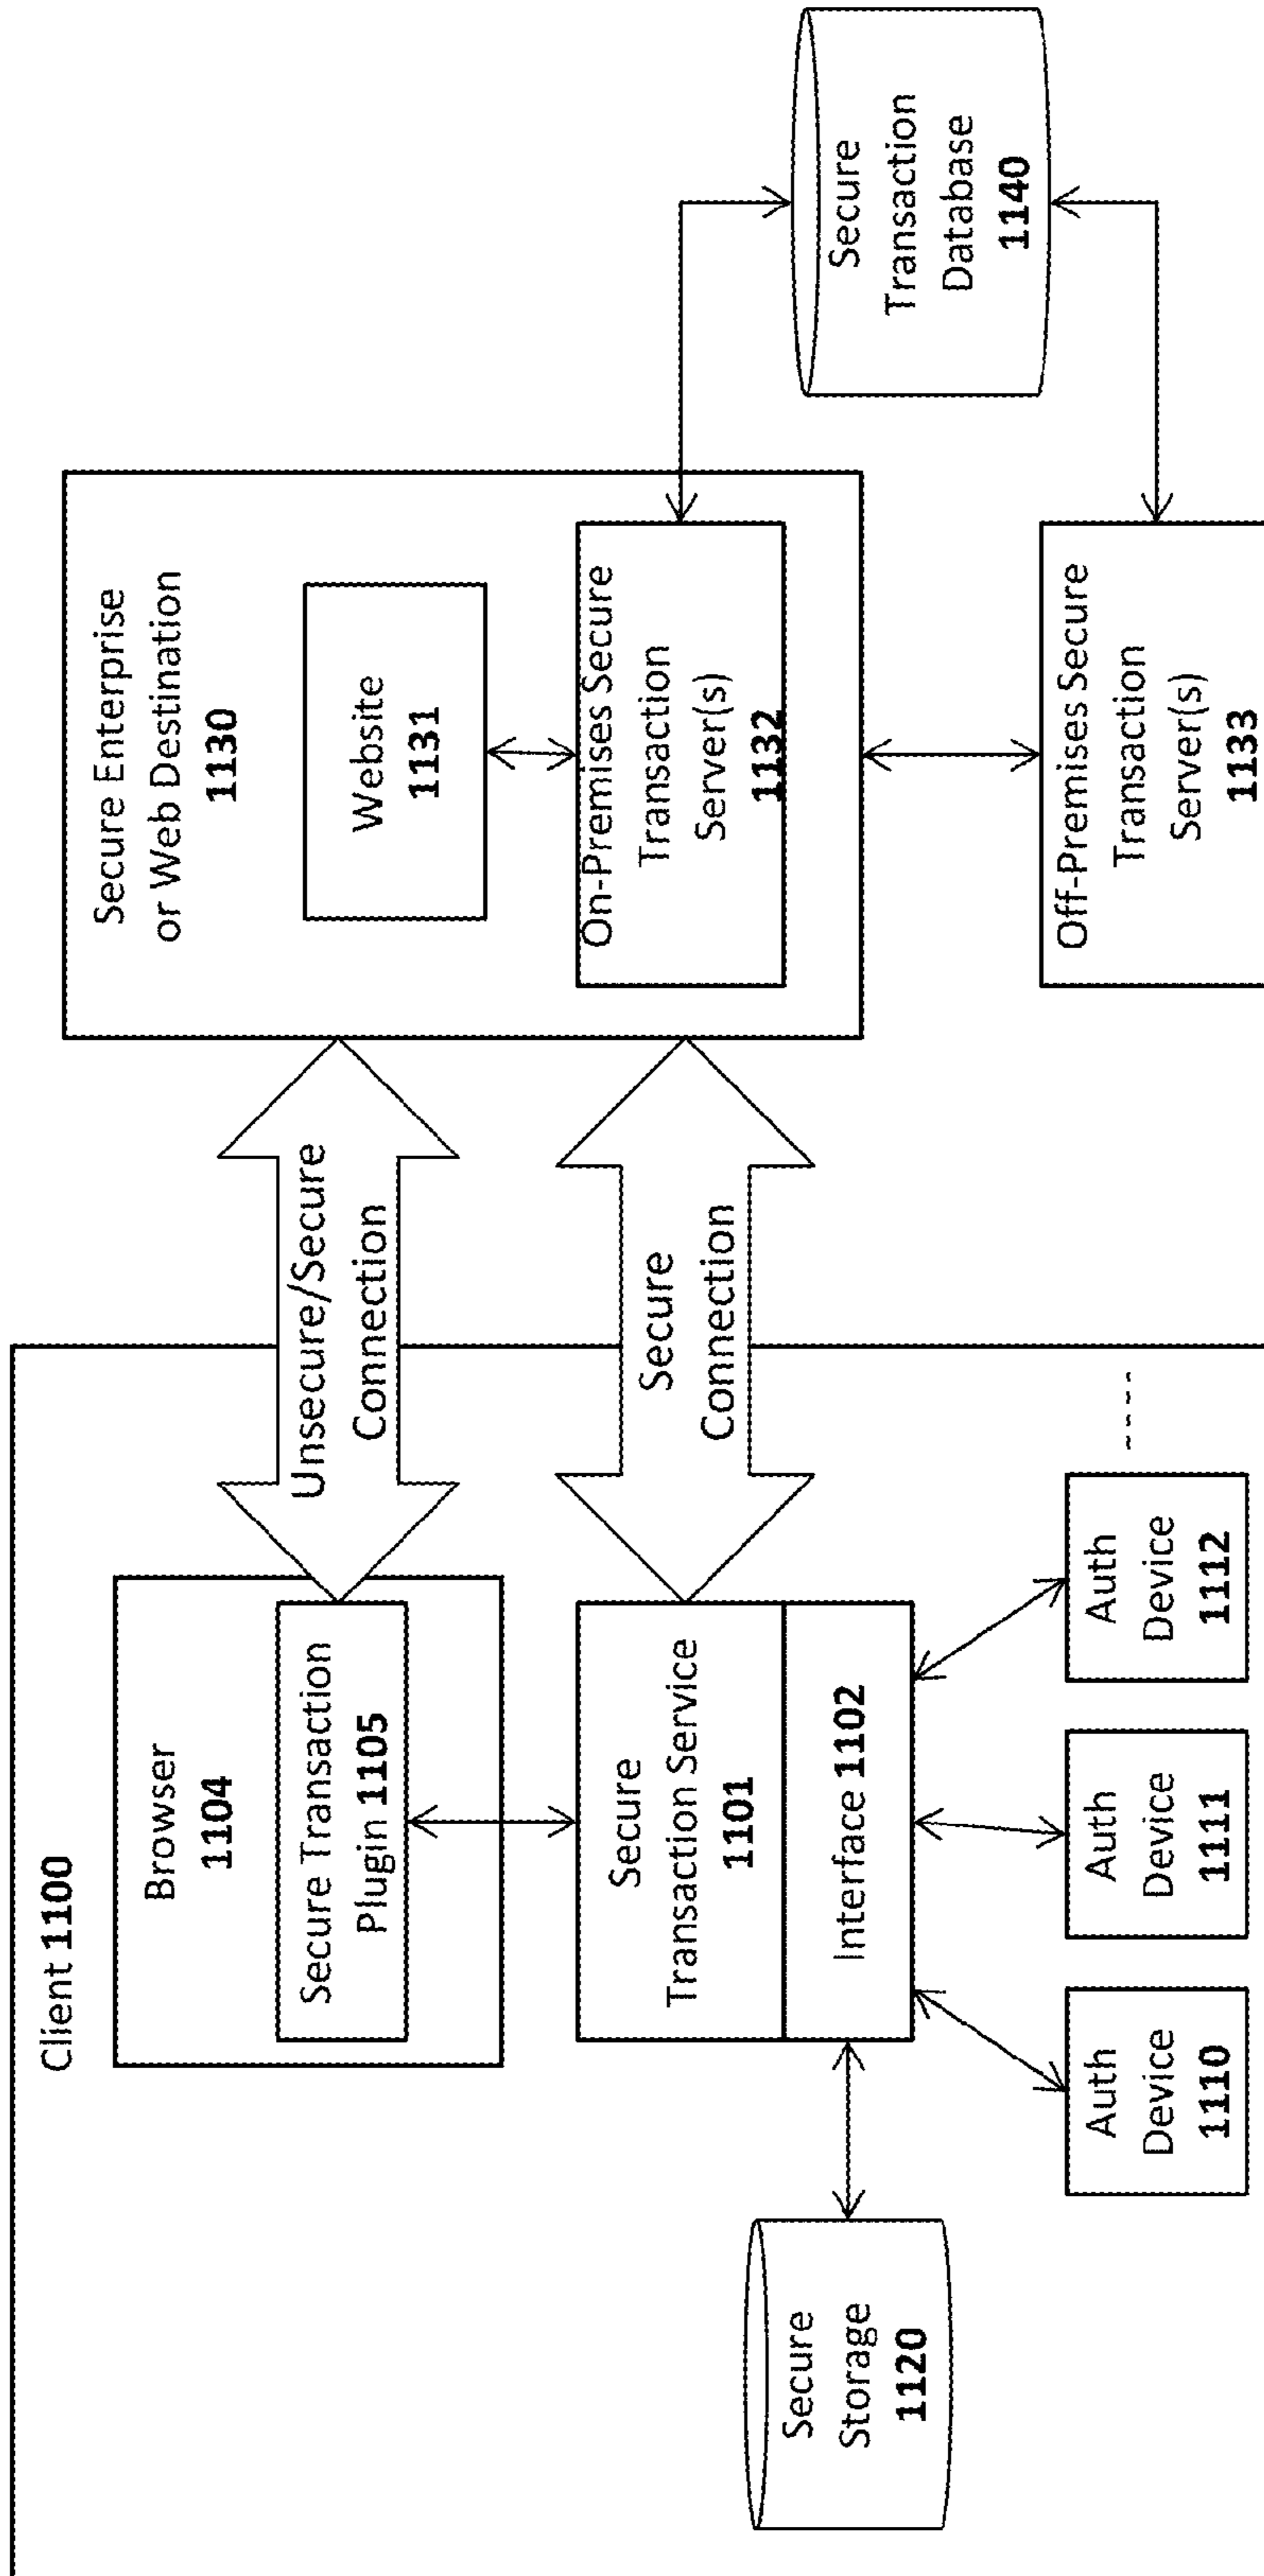 Client 1100
Browser
1104
Secure Transaction
Plugin 1105
Secure
Transaction Service
1101
Interface 1102
Secure
Storage
1120
Auth
Device
1110
Auth
Device
1111
Auth
Device
1112
Unsecure/Secure
Connection
Secure
Connection
Secure Enterprise
or Web Destination
1130
Website
1131
On-Premises Secure
Transaction
Server(s)
1132
Off-Premises Secure
Transaction
Server(s)
1133
Secure
Transaction
Database
1140